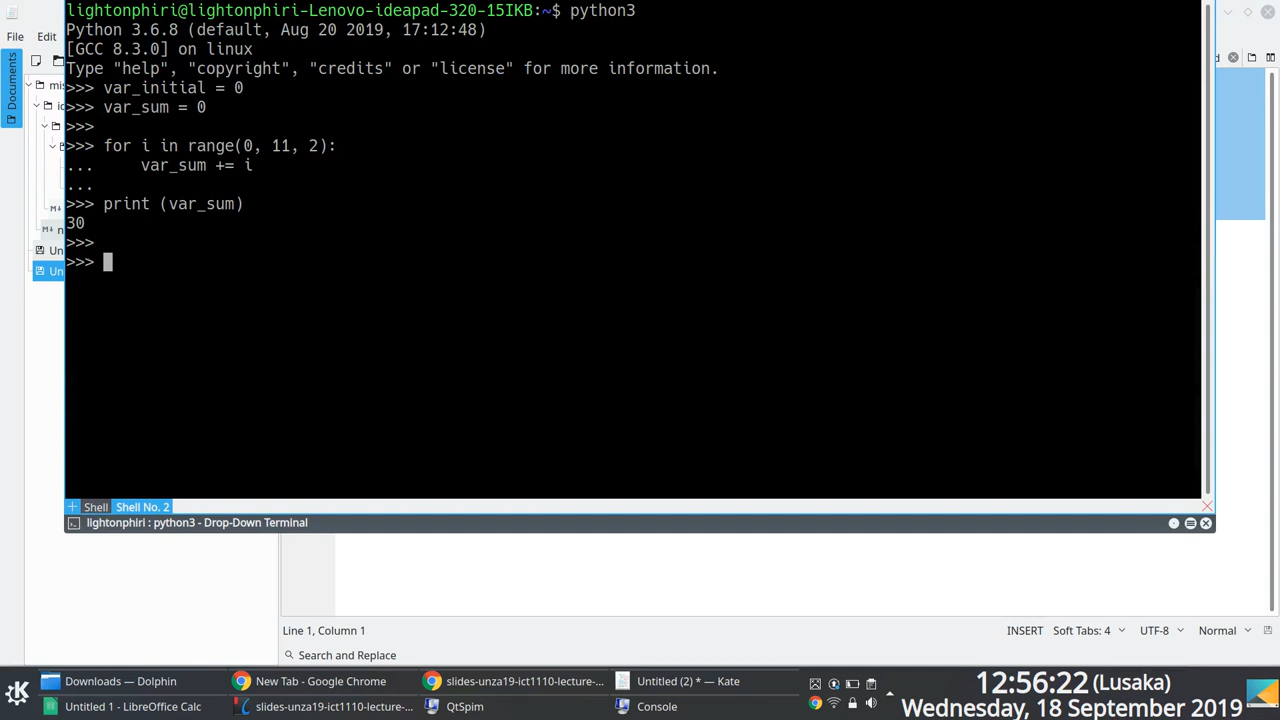 lightonphiri@lightonphiri-Lenovo-ideapad-320-15IKB:~$ python3
Python 3.6.8 (default, Aug 20 2019, 17:12:48)
[GCC 8.3.0] on linux
Type "help", "copyright", "credits" or "license" for more information.
>>> var_initial = 0
>>> var_sum = 0
>>>
>>> for i in range(0, 11, 2):
...     var_sum += i
...
>>> print (var_sum)
30
>>>
>>>
File Edit
Documents
Un
Un
+ Shell Shell No. 2
lightonphiri : python3 - Drop-Down Terminal
Line 1, Column 1 INSERT Soft Tabs: 4 UTF-8 Normal
Search and Replace
Downloads — Dolphin New Tab - Google Chrome slides-unza19-ict1110-lecture-... Untitled (2) * — Kate
Untitled 1 - LibreOffice Calc slides-unza19-ict1110-lecture-... QtSpim Console
12:56:22 (Lusaka)
Wednesday, 18 September 2019